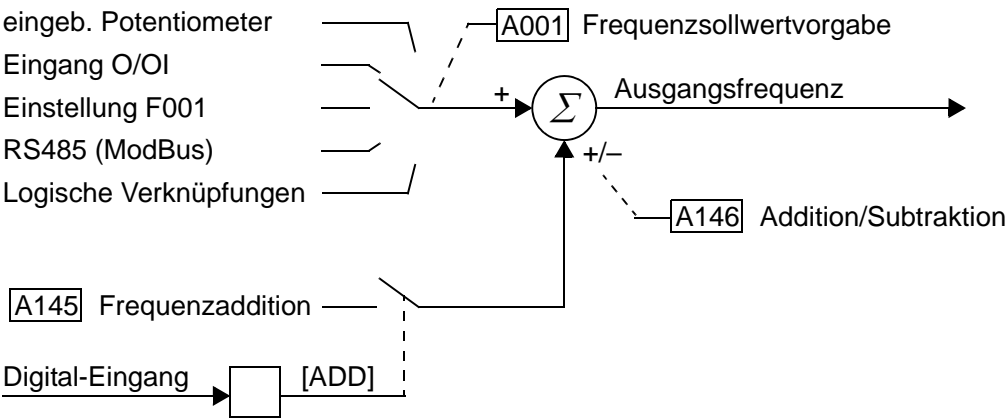 eingeb. Potentiometer
A001 Frequenzsollwertvorgabe
Eingang O/OI
Einstellung F001
+
Σ
Ausgangsfrequenz
RS485 (ModBus)
+/–
Logische Verknüpfungen
A146 Addition/Subtraktion
A145 Frequenzaddition
Digital-Eingang
[ADD]